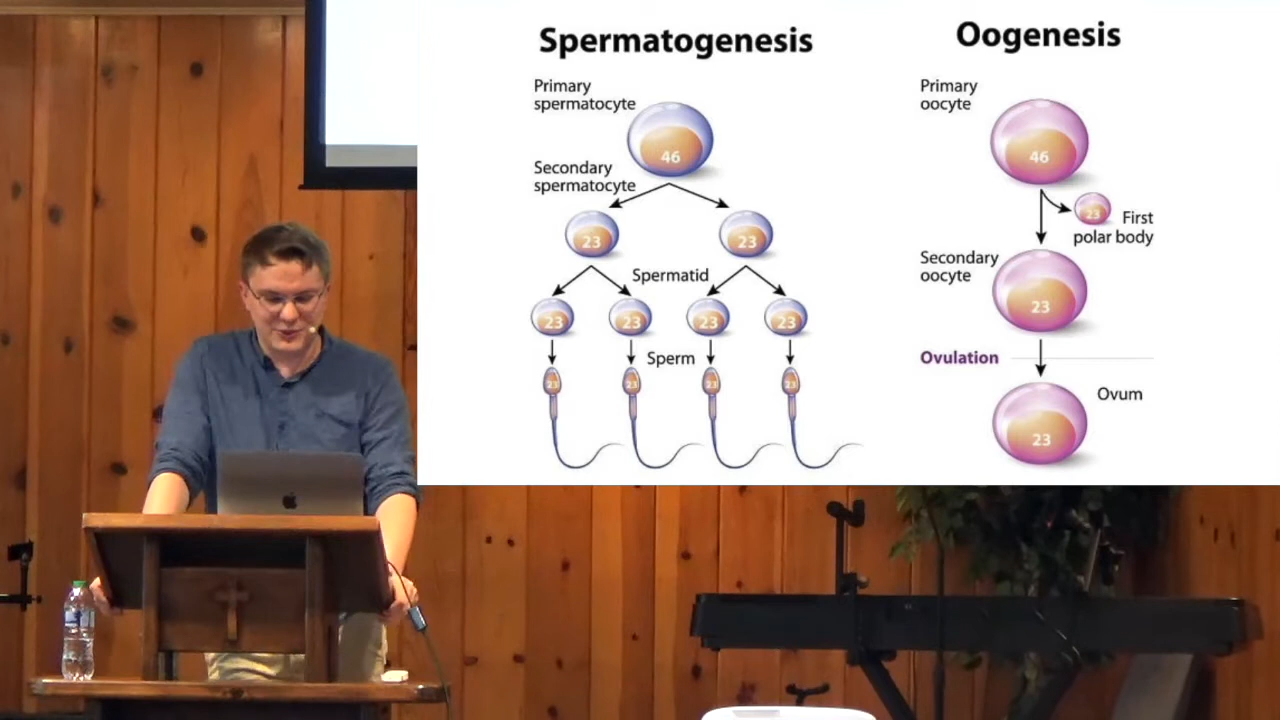 Spermatogenesis
Primary
spermatocyte
46
Secondary
spermatocyte
23
23
Spermatid
23
23
23
23
Sperm
23
23
23
23
Oogenesis
Primary
oocyte
46
23
First
polar body
Secondary
oocyte
23
Ovulation
Ovum
23